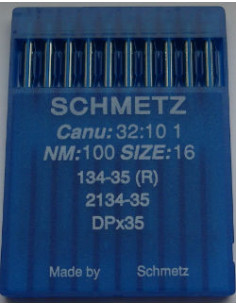 SCHMETZ
Canu: 32:10 1
NM:100 SIZE:16
134-35 (R)
2134-35
DPx35
Made by Schmetz